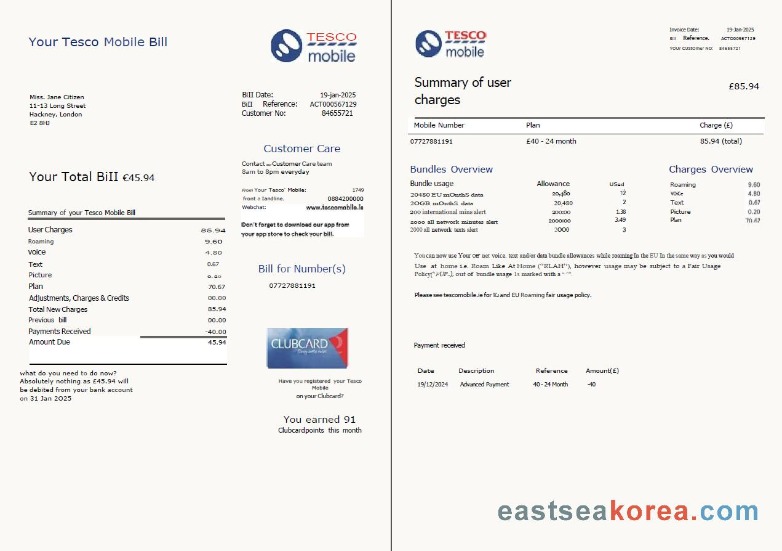 Your Tesco Mobile Bill
TESCO
mobile
Miss. Jane Citizen
11-13 Long Street
Hackney, London
E2 8HJ
Bill Date: 19-jan-2025
Bill Reference: ACT000567129
Customer No: 84655721
Customer Care
Contact our Customer Care team
8am to 8pm everyday
From Your Tesco' Mobile: 1749
from a landline. 0884200000
Webchat: www.tescomobile.ie
Don't forget to download our app from
your app store to check your bill.
Your Total Bill €45.94
Summary of your Tesco Mobile Bill
User Charges 86.94
Roaming 9.60
voice 4.80
Text 0.67
Picture
Plan 70.67
Adjustments, Charges & Credits 00.00
Total New Charges 85.94
Previous bill 00.00
Payments Received -40.00
Amount Due 45.94
what do you need to do now?
Absolutely nothing as £45.94 will
be debited from your bank account
on 31 Jan 2025
Bill for Number(s)
07727881191
CLUBCARD
Have you registered your Tesco
Mobile
on your Clubcard?
You earned 91
Clubcardpoints this month
TESCO
mobile
Invoice Date: 19-Jan-2025
Bill Reference. ACT000567129
YOUR CUSTOMER NO: 84655721
Summary of user
charges
£85.94
Mobile Number Plan Charge (£)
07727881191 £40 - 24 month 85.94 (total)
Bundles Overview
Bundle usage Allowance Used
20480 EU mOnthS data 20,480 12
20GB mOnthS data 20,480 2
200 international mins alert 200:00 1.38
2000 all network minutes alert 2000:00 3.49
2000 all network texts alert 3000 3
Charges Overview
Roaming 9.60
Voice 4.80
Text 0.67
Picture 0.20
Plan 70.67
You can now use Your voice, text and/or data bundle allowances while roaming In the EU In the same way as you would
Use at home i.e. Roam Like At Home ("RLAH"), however usage may be subject to a Fair Usage
out of bundle usage is marked with a
Please see tescomobile.ie for EU and EU Roaming fair usage policy.
Payment received
Date Description Reference Amount(£)
19/12/2024 Advanced Payment 40 - 24 Month -40
eastseakorea.com